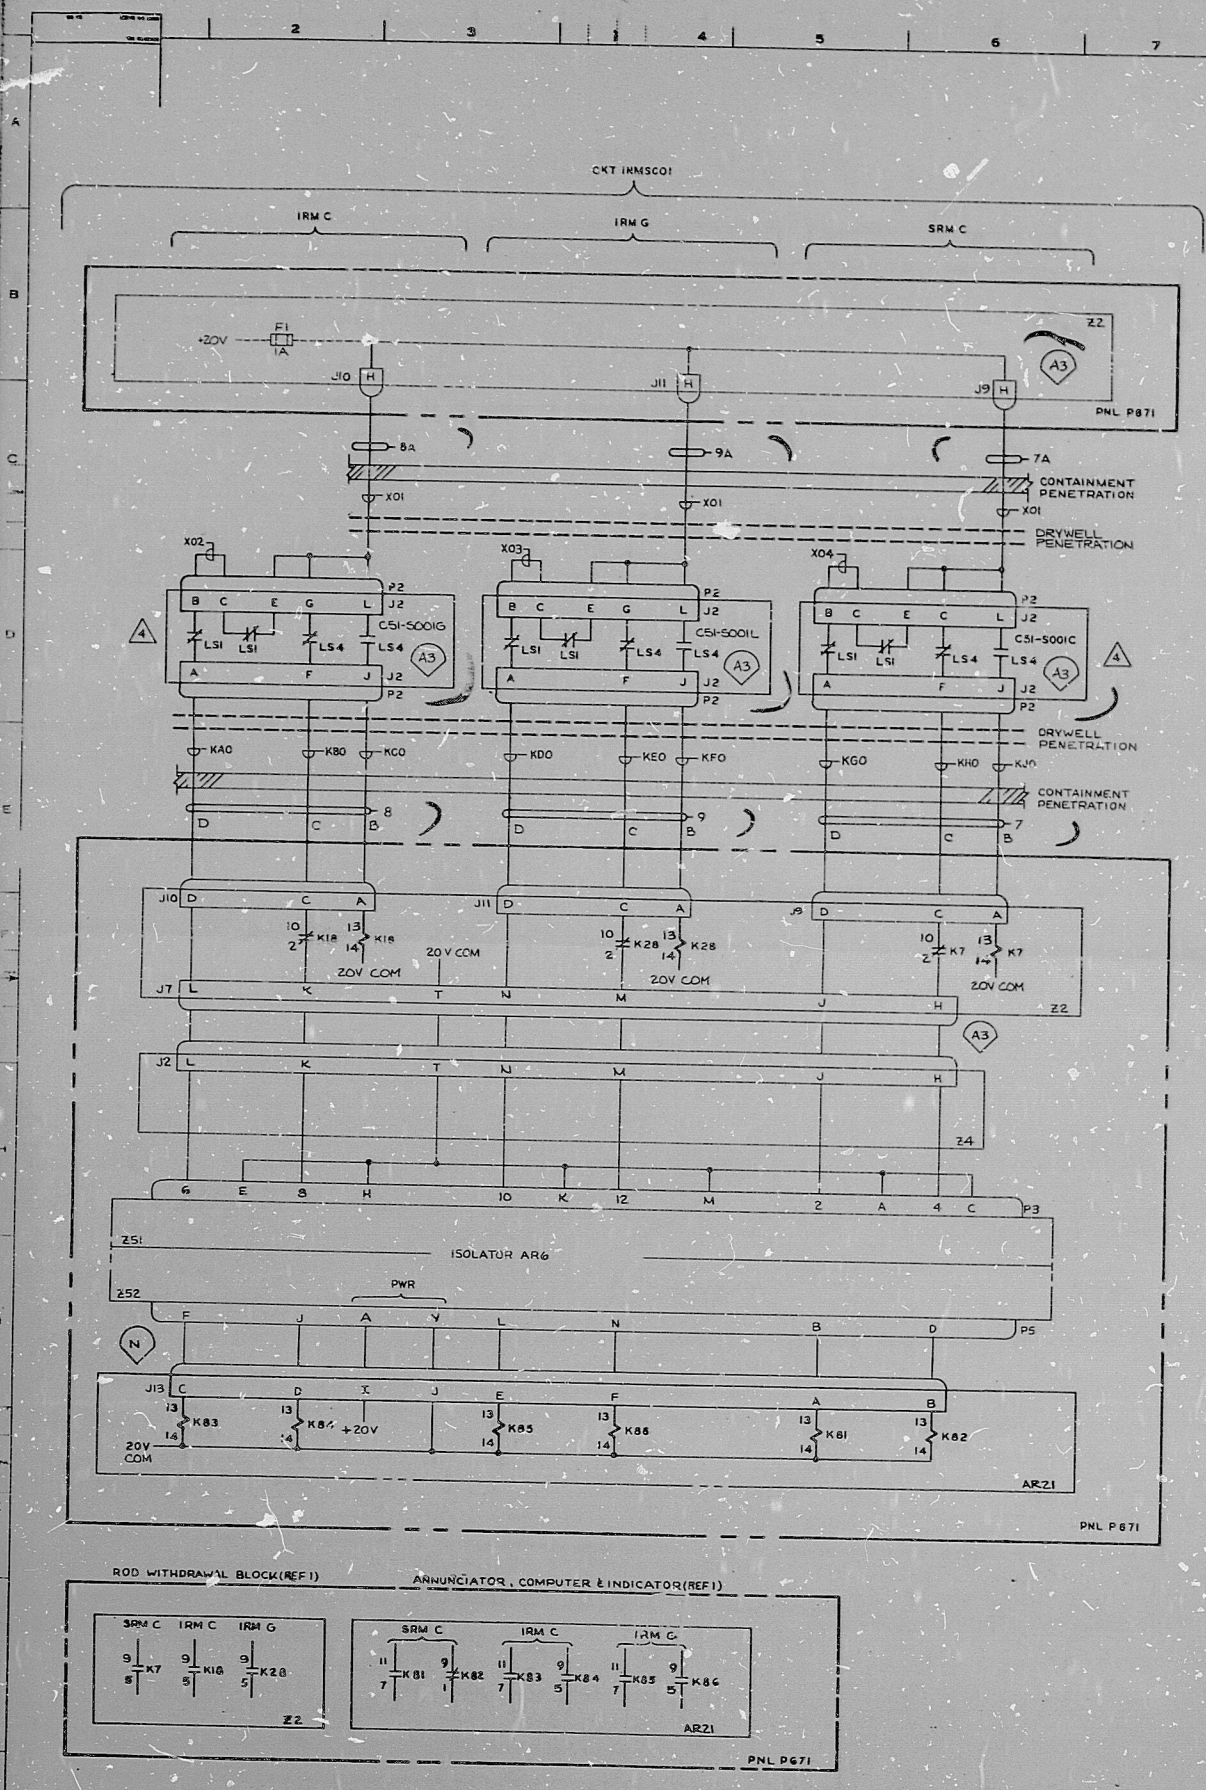 2 3 4 5 6 7
A
CKT IRMSC01
IRM C IRM G SRM C
B
Z2
+20V F1 1A
A3
J10 H J11 H J9 H
PNL P871
C
8A 9A 7A
CONTAINMENT
PENETRATION
X01 X01 X01
DRYWELL
PENETRATION
X02 X03 X04
P2 P2 P2
B C E G L J2 B C E G L J2 B C E C L J2
D
C51-S001G C51-S001L C51-S001C
4 LS1 LS1 LS4 LS4 LS1 LS1 LS4 LS4 LS1 LS1 LS4 LS4 4
A3 A3 A3
A F J J2 A F J J2 A F J J2
P2 P2 P2
DRYWELL
PENETRATION
KA0 KB0 KC0 KD0 KE0 KF0 KG0 KH0 KJ0
CONTAINMENT
PENETRATION
E
8 9 7
D C B D C B D C B
J10 D C A J11 D C A J9 D C A
10 2 K18 13 14 K18 10 2 K28 13 14 K28 10 2 K7 13 14 K7
20V COM 20V COM 20V COM 20V COM
J7 L K T N M J H
Z2
A3
J2 L K T N M J H
Z4
6 E 8 H 10 K 12 M 2 A 4 C P3
Z51
ISOLATOR AR6
Z52
PWR
F J A Y L N B D P5
N
J13 C D I J E F A B
13 14 K83 13 14 K84 +20V 13 14 K85 13 14 K86 13 14 K81 13 14 K82
20V
COM
AR21
PNL P671
ROD WITHDRAWAL BLOCK (REF 1)
ANNUNCIATOR, COMPUTER & INDICATOR (REF 1)
SRM C IRM C IRM G
SRM C IRM C IRM G
9 5 K7 9 5 K18 9 5 K28
11 7 K81 9 1 K82 11 7 K83 9 5 K84 11 7 K85 9 5 K86
Z2
AR21
PNL P671